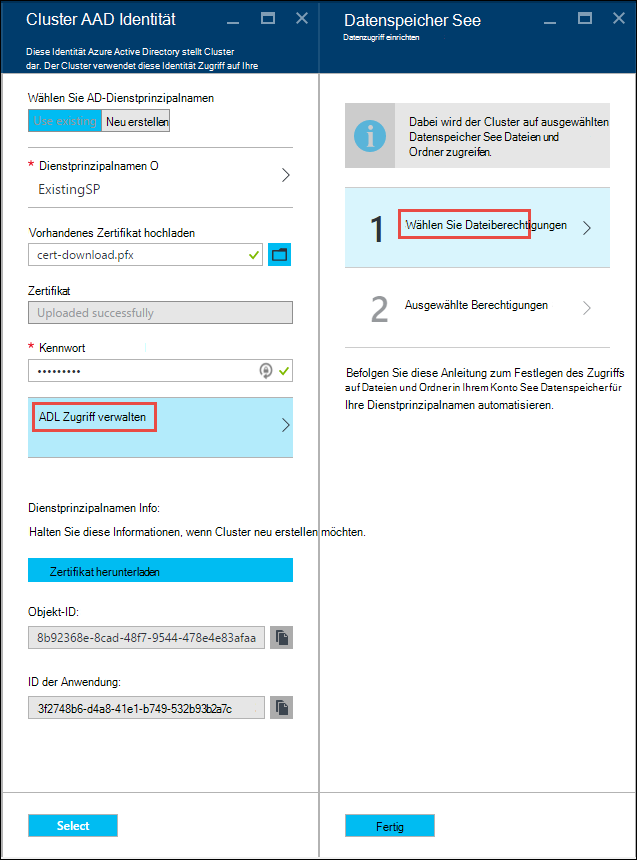 Cluster AAD Identität
Diese Identität Azure Active Directory stellt Cluster
dar. Der Cluster verwendet diese Identität Zugriff auf Ihre
Wählen Sie AD-Dienstprinzipalnamen
Use existing Neu erstellen
* Dienstprinzipalnamen O
ExistingSP
Vorhandenes Zertifikat hochladen
cert-download.pfx
Zertifikat
Uploaded successfully
* Kennwort
•••••••••
ADL Zugriff verwalten
Dienstprinzipalnamen Info:
Halten Sie diese Informationen, wenn Cluster neu erstellen möchten.
Zertifikat herunterladen
Objekt-ID:
8b92368e-8cad-48f7-9544-478e4e83afaa
ID der Anwendung:
3f2748b6-d4a8-41e1-b749-532b93b2a7c
Select
Datenspeicher See
Datenzugriff einrichten
Dabei wird der Cluster auf ausgewählten
Datenspeicher See Dateien und
Ordner zugreifen.
1 Wählen Sie Dateiberechtigungen
2 Ausgewählte Berechtigungen
Befolgen Sie diese Anleitung zum Festlegen des Zugriffs
auf Dateien und Ordner in Ihrem Konto See Datenspeicher für
Ihre Dienstprinzipalnamen automatisieren.
Fertig